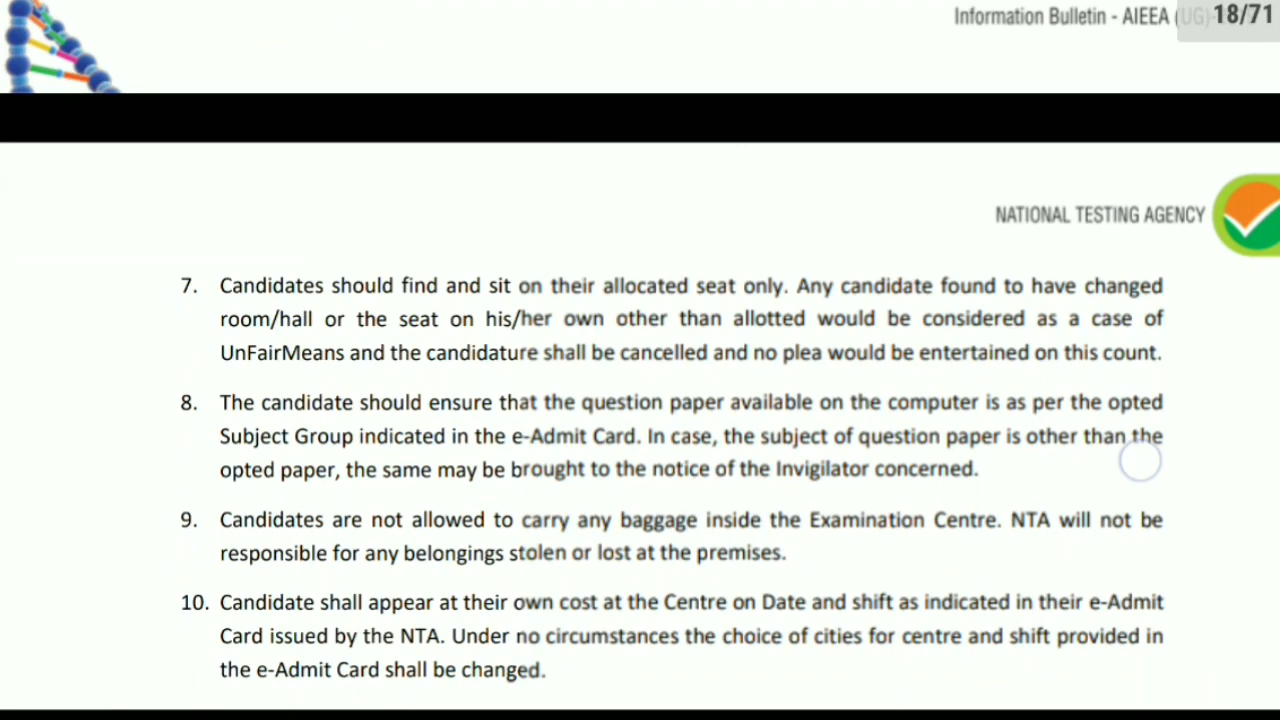 Information Bulletin - AIEEA (UG)- 18/71
NATIONAL TESTING AGENCY
7. Candidates should find and sit on their allocated seat only. Any candidate found to have changed
room/hall or the seat on his/her own other than allotted would be considered as a case of
UnFairMeans and the candidature shall be cancelled and no plea would be entertained on this count.
8. The candidate should ensure that the question paper available on the computer is as per the opted
Subject Group indicated in the e-Admit Card. In case, the subject of question paper is other than the
opted paper, the same may be brought to the notice of the Invigilator concerned.
9. Candidates are not allowed to carry any baggage inside the Examination Centre. NTA will not be
responsible for any belongings stolen or lost at the premises.
10. Candidate shall appear at their own cost at the Centre on Date and shift as indicated in their e-Admit
Card issued by the NTA. Under no circumstances the choice of cities for centre and shift provided in
the e-Admit Card shall be changed.